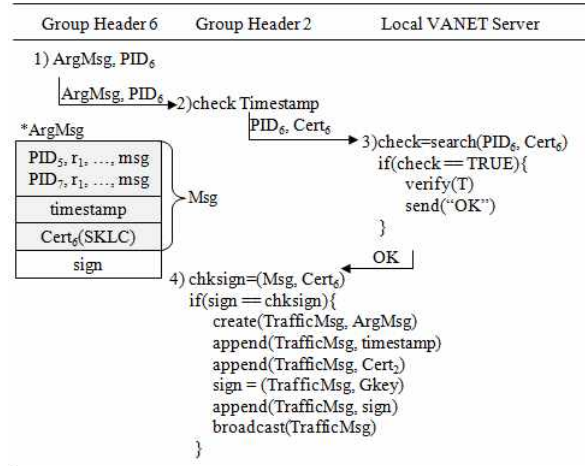 Group Header 6 Group Header 2 Local VANET Server
1) ArgMsg, PID₆
ArgMsg, PID₆
2)check Timestamp
PID₆, Cert₆
3)check=search(PID₆, Cert₆)
if(check==TRUE){
verify(T)
send(“OK”)
}
*ArgMsg
PID₅, r₁, ..., msg
PID₇, r₁, ..., msg
timestamp
Cert₆(SKLC)
sign
Msg
OK
4) chksign=(Msg, Cert₆)
if(sign==chksign){
create(TrafficMsg, ArgMsg)
append(TrafficMsg, timestamp)
append(TrafficMsg, Cert₂)
sign = (TrafficMsg, Gkey)
append(TrafficMsg, sign)
broadcast(TrafficMsg)
}